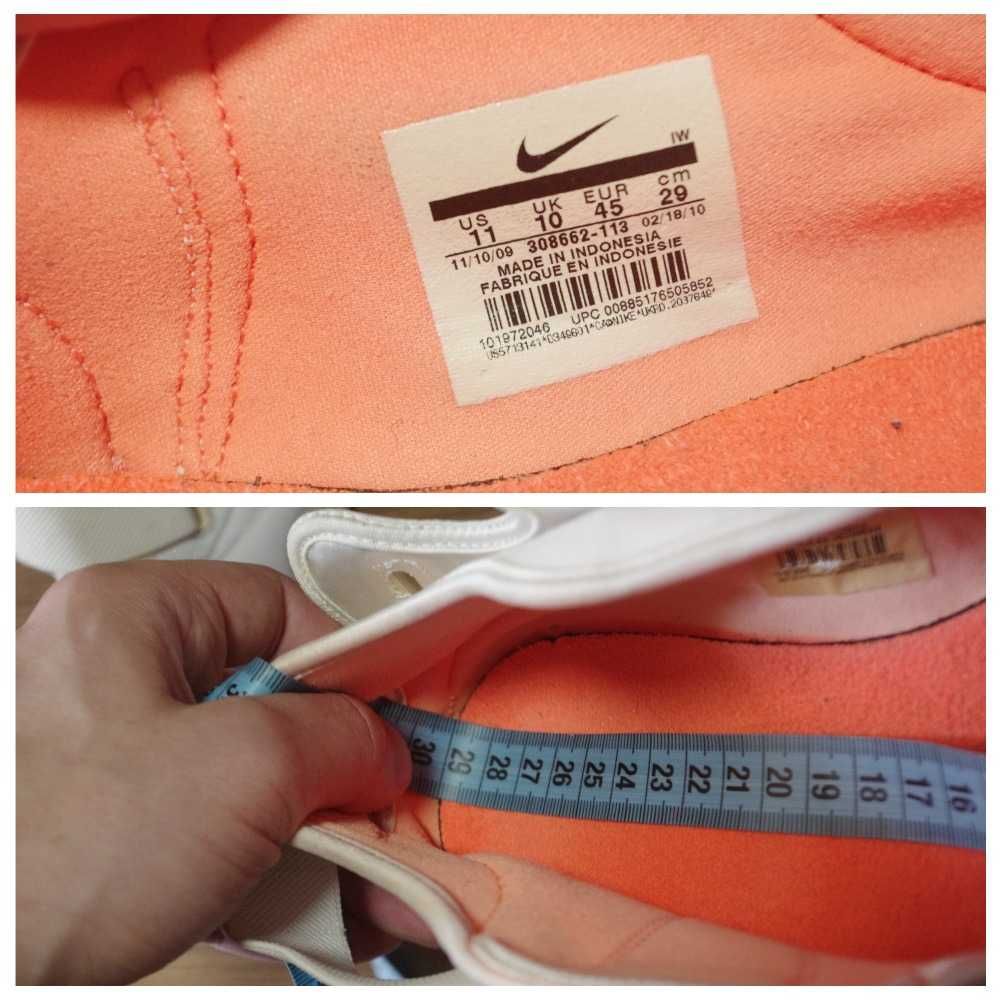 IW
US UK EUR cm
11 10 45 29
11/10/09 308662-113 02/18/10
MADE IN INDONESIA
FABRIQUE EN INDONÉSIE
101972046 UPC 00885176505852
30 29 28 27 26 25 24 23 22 21 20 19 18 17 16